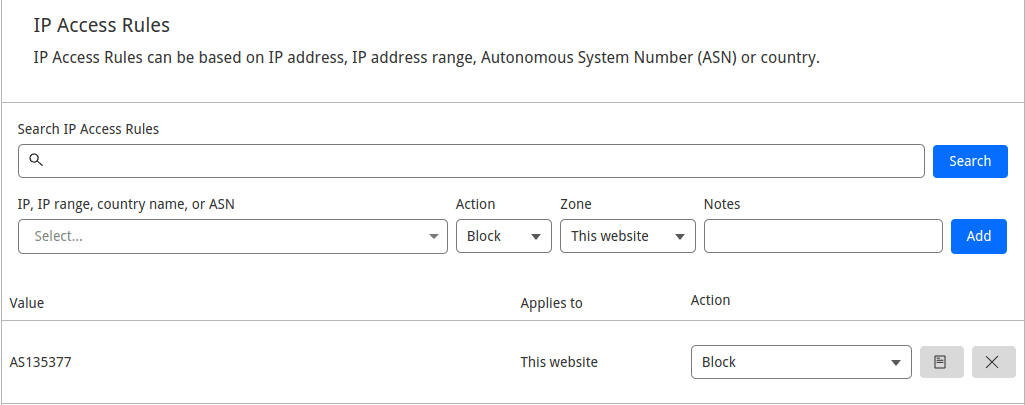 IP Access Rules
IP Access Rules can be based on IP address, IP address range, Autonomous System Number (ASN) or country.
Search IP Access Rules
Search
IP, IP range, country name, or ASN Action Zone Notes
Select... Block This website Add
Value Applies to Action
AS135377 This website Block